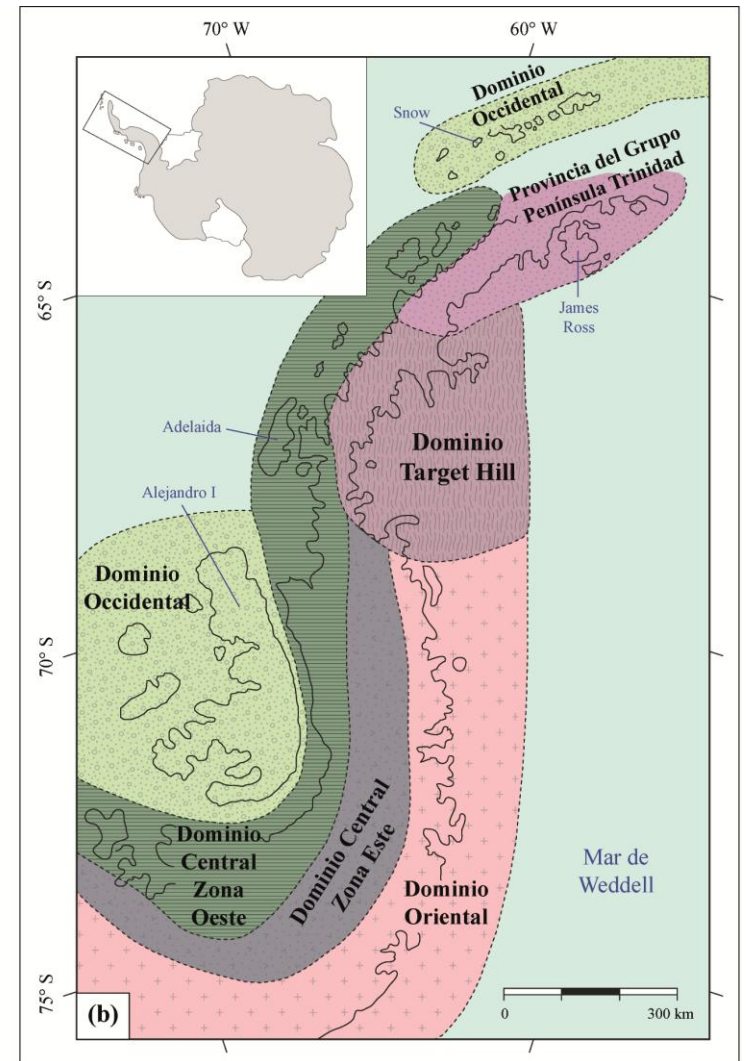 70° W
60° W
Dominio
Occidental
Snow
Provincia del Grupo
Península Trinidad
65° S
James
Ross
Adelaida
Dominio
Target Hill
Alejandro I
Dominio
Occidental
70° S
Dominio
Central
Zona
Oeste
Dominio Central
Zona Este
Mar de
Weddell
Dominio
Oriental
75° S
(b)
0
300 km